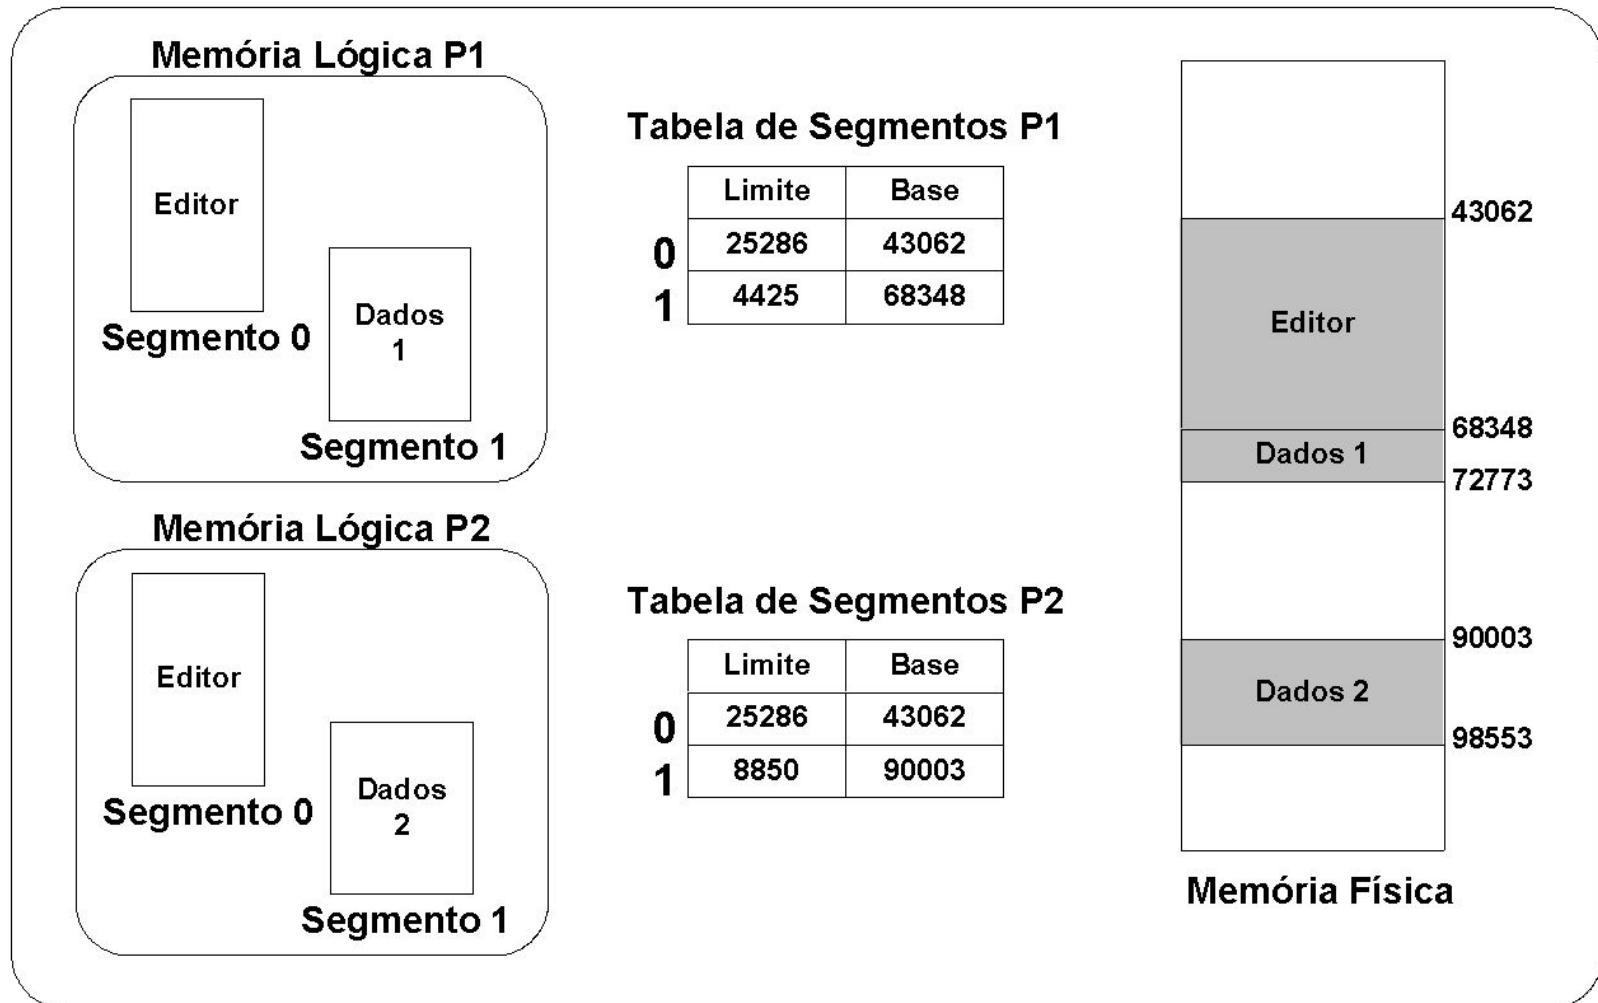 Memória Lógica P1
Editor
Segmento 0
Dados
1
Segmento 1
Tabela de Segmentos P1
Limite Base
0 25286 43062
1 4425 68348
Memória Lógica P2
Editor
Segmento 0
Dados
2
Segmento 1
Tabela de Segmentos P2
Limite Base
0 25286 43062
1 8850 90003
43062
Editor
68348
Dados 1
72773
90003
Dados 2
98553
Memória Física